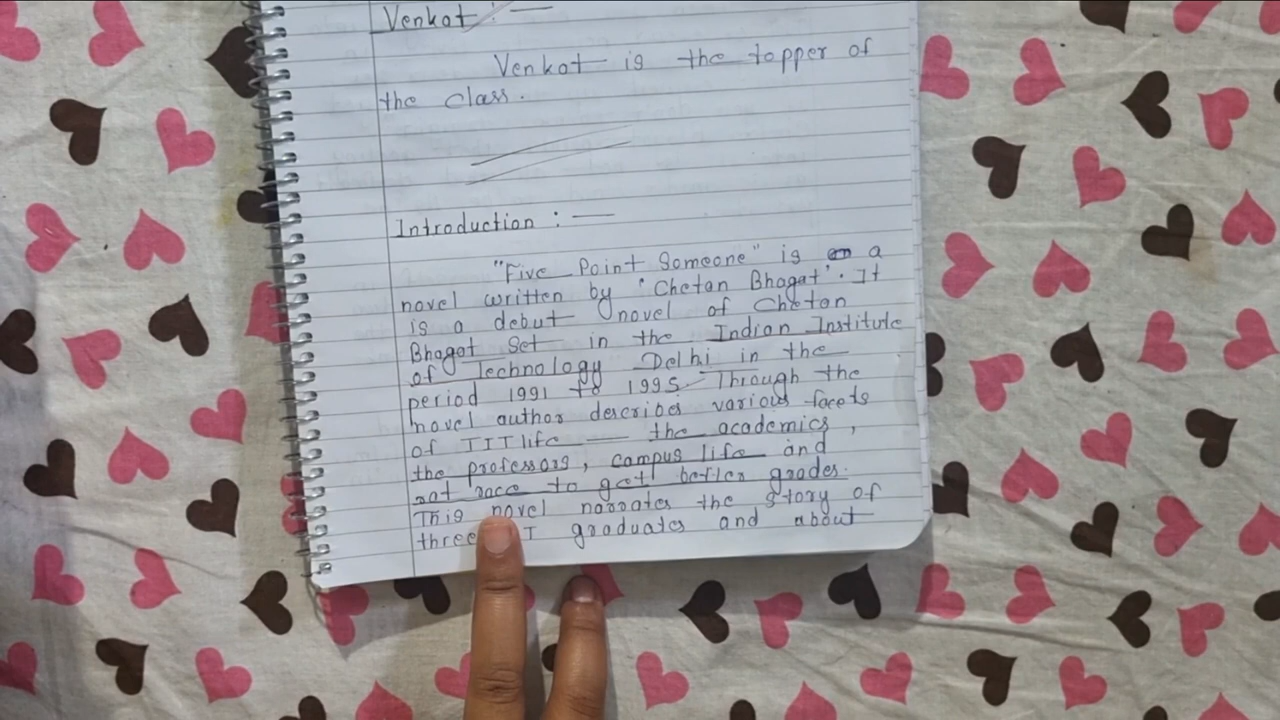 Venkat : —
Venkat is the topper of
the class.
Introduction : —
"Five Point Someone" is a
novel written by 'Chetan Bhagat'. It
is a debut novel of Chetan
Bhagat Set in the Indian Institute
of Technology Delhi in the
period 1991 to 1995. Through the
novel author describes various facets
of IIT life — the academics,
the professors, campus life and
rat race to get better grades.
This novel narrates the story of
three graduates and about